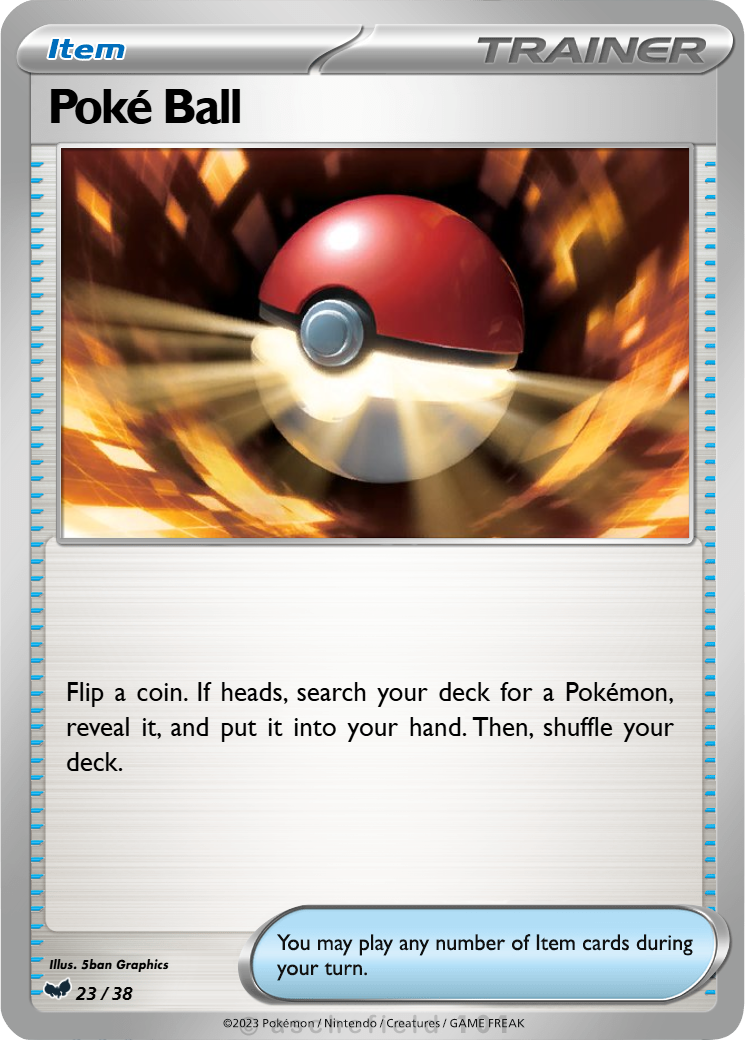 Item
TRAINER
Poké Ball
Flip a coin. If heads, search your deck for a Pokémon,
reveal it, and put it into your hand. Then, shuffle your
deck.
You may play any number of Item cards during
your turn.
Illus. 5ban Graphics
23 / 38
©2023 Pokémon / Nintendo / Creatures / GAME FREAK